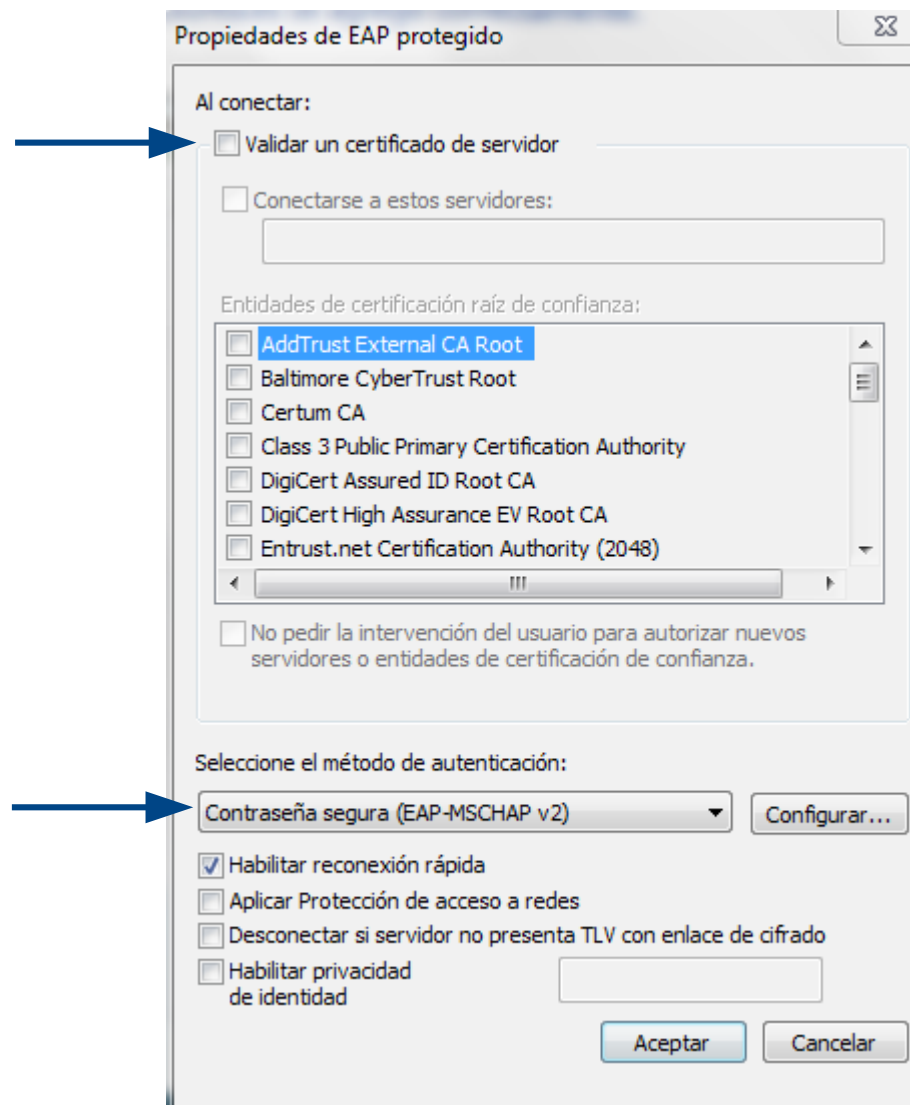 Propiedades de EAP protegido
Al conectar:
Validar un certificado de servidor
Conectarse a estos servidores:
Entidades de certificación raíz de confianza:
AddTrust External CA Root
Baltimore CyberTrust Root
Certum CA
Class 3 Public Primary Certification Authority
DigiCert Assured ID Root CA
DigiCert High Assurance EV Root CA
Entrust.net Certification Authority (2048)
No pedir la intervención del usuario para autorizar nuevos
servidores o entidades de certificación de confianza.
Seleccione el método de autenticación:
Contraseña segura (EAP-MSCHAP v2)
Configurar...
Habilitar reconexión rápida
Aplicar Protección de acceso a redes
Desconectar si servidor no presenta TLV con enlace de cifrado
Habilitar privacidad
de identidad
Aceptar
Cancelar